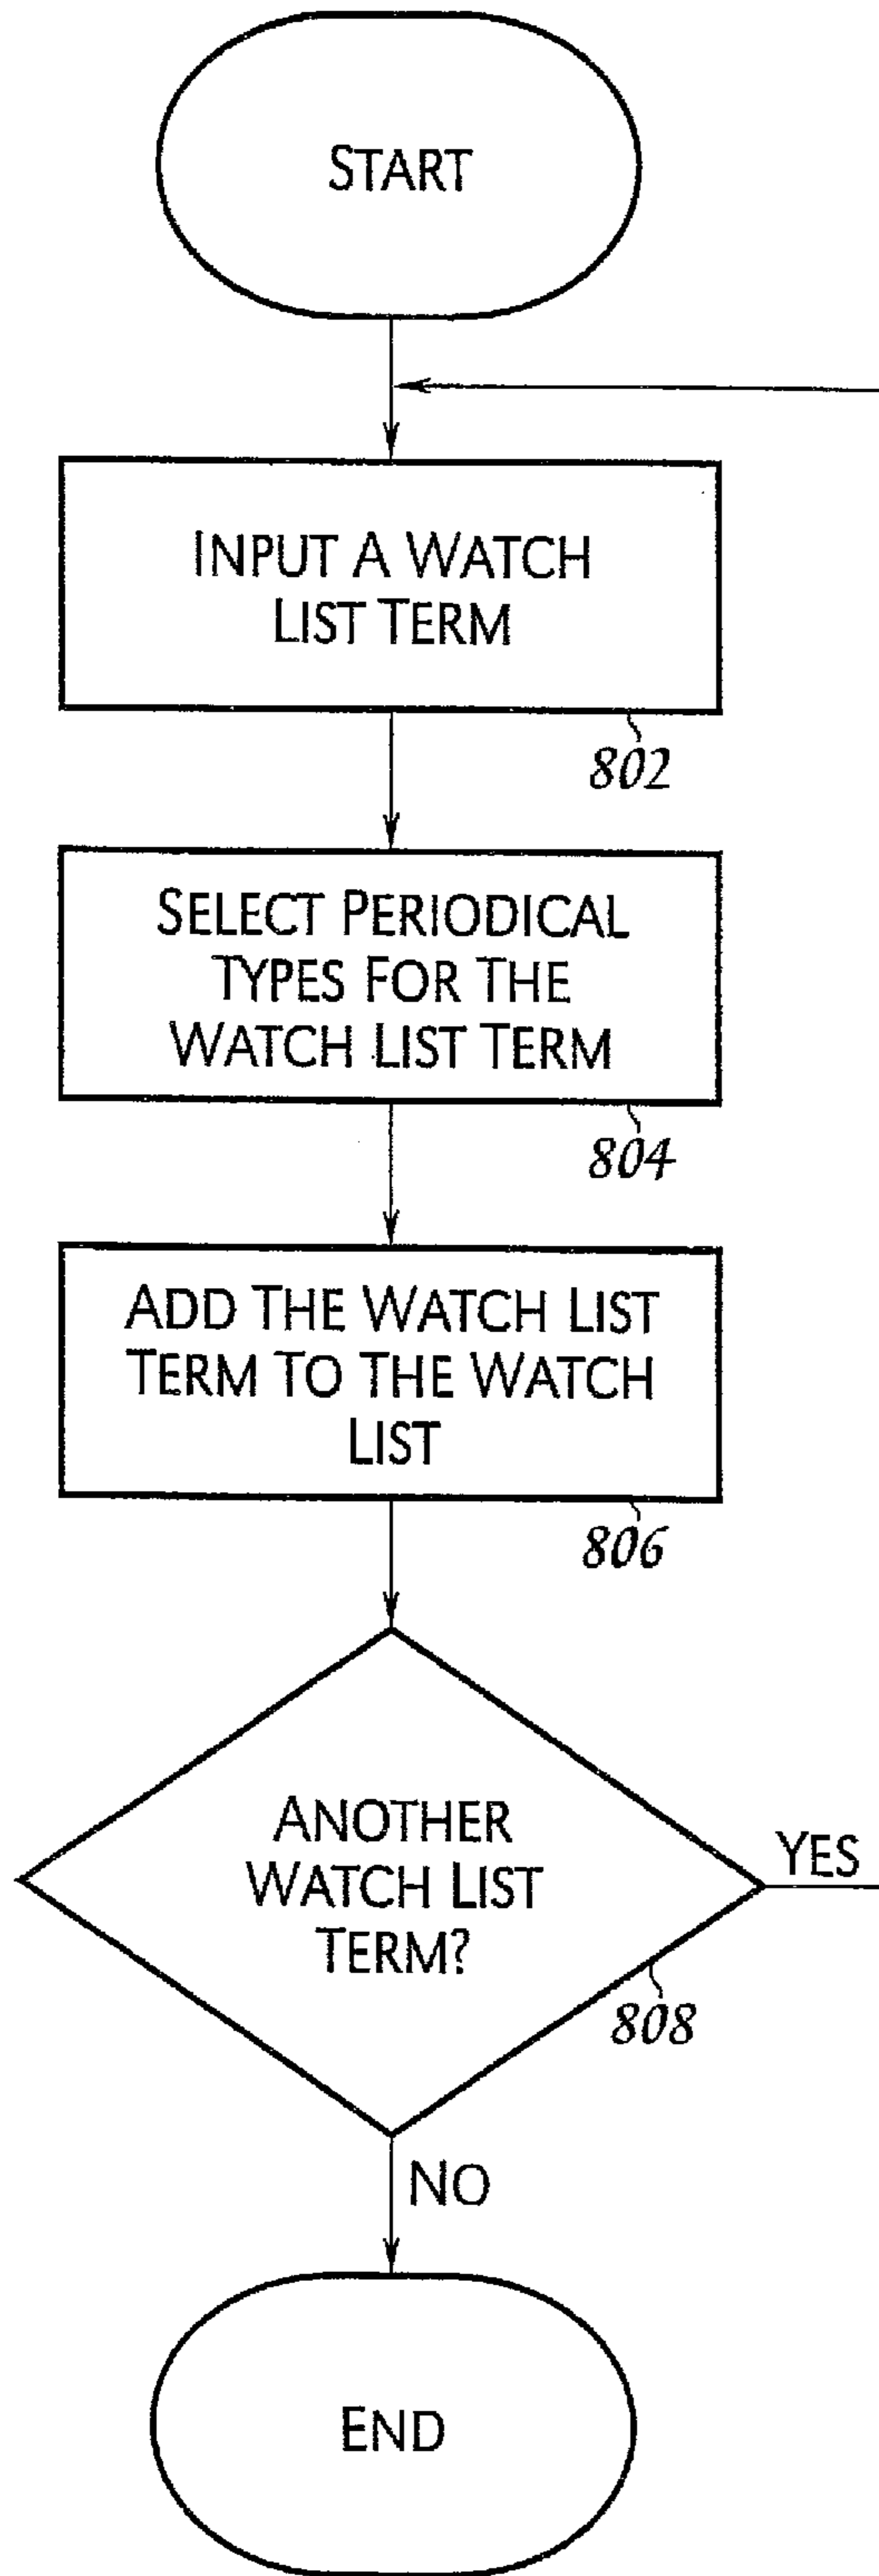 START
INPUT A WATCH
LIST TERM
802
SELECT PERIODICAL
TYPES FOR THE
WATCH LIST TERM
804
ADD THE WATCH LIST
TERM TO THE WATCH
LIST
806
ANOTHER
WATCH LIST
TERM?
YES
808
NO
END